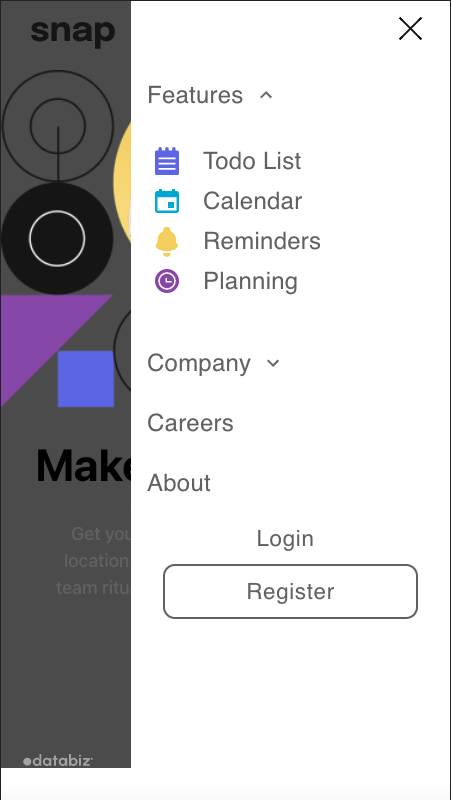 snap
Features
Todo List
Calendar
Reminders
Planning
Company
Careers
About
Login
Register
Make
Get you
location
team ritu
databiz